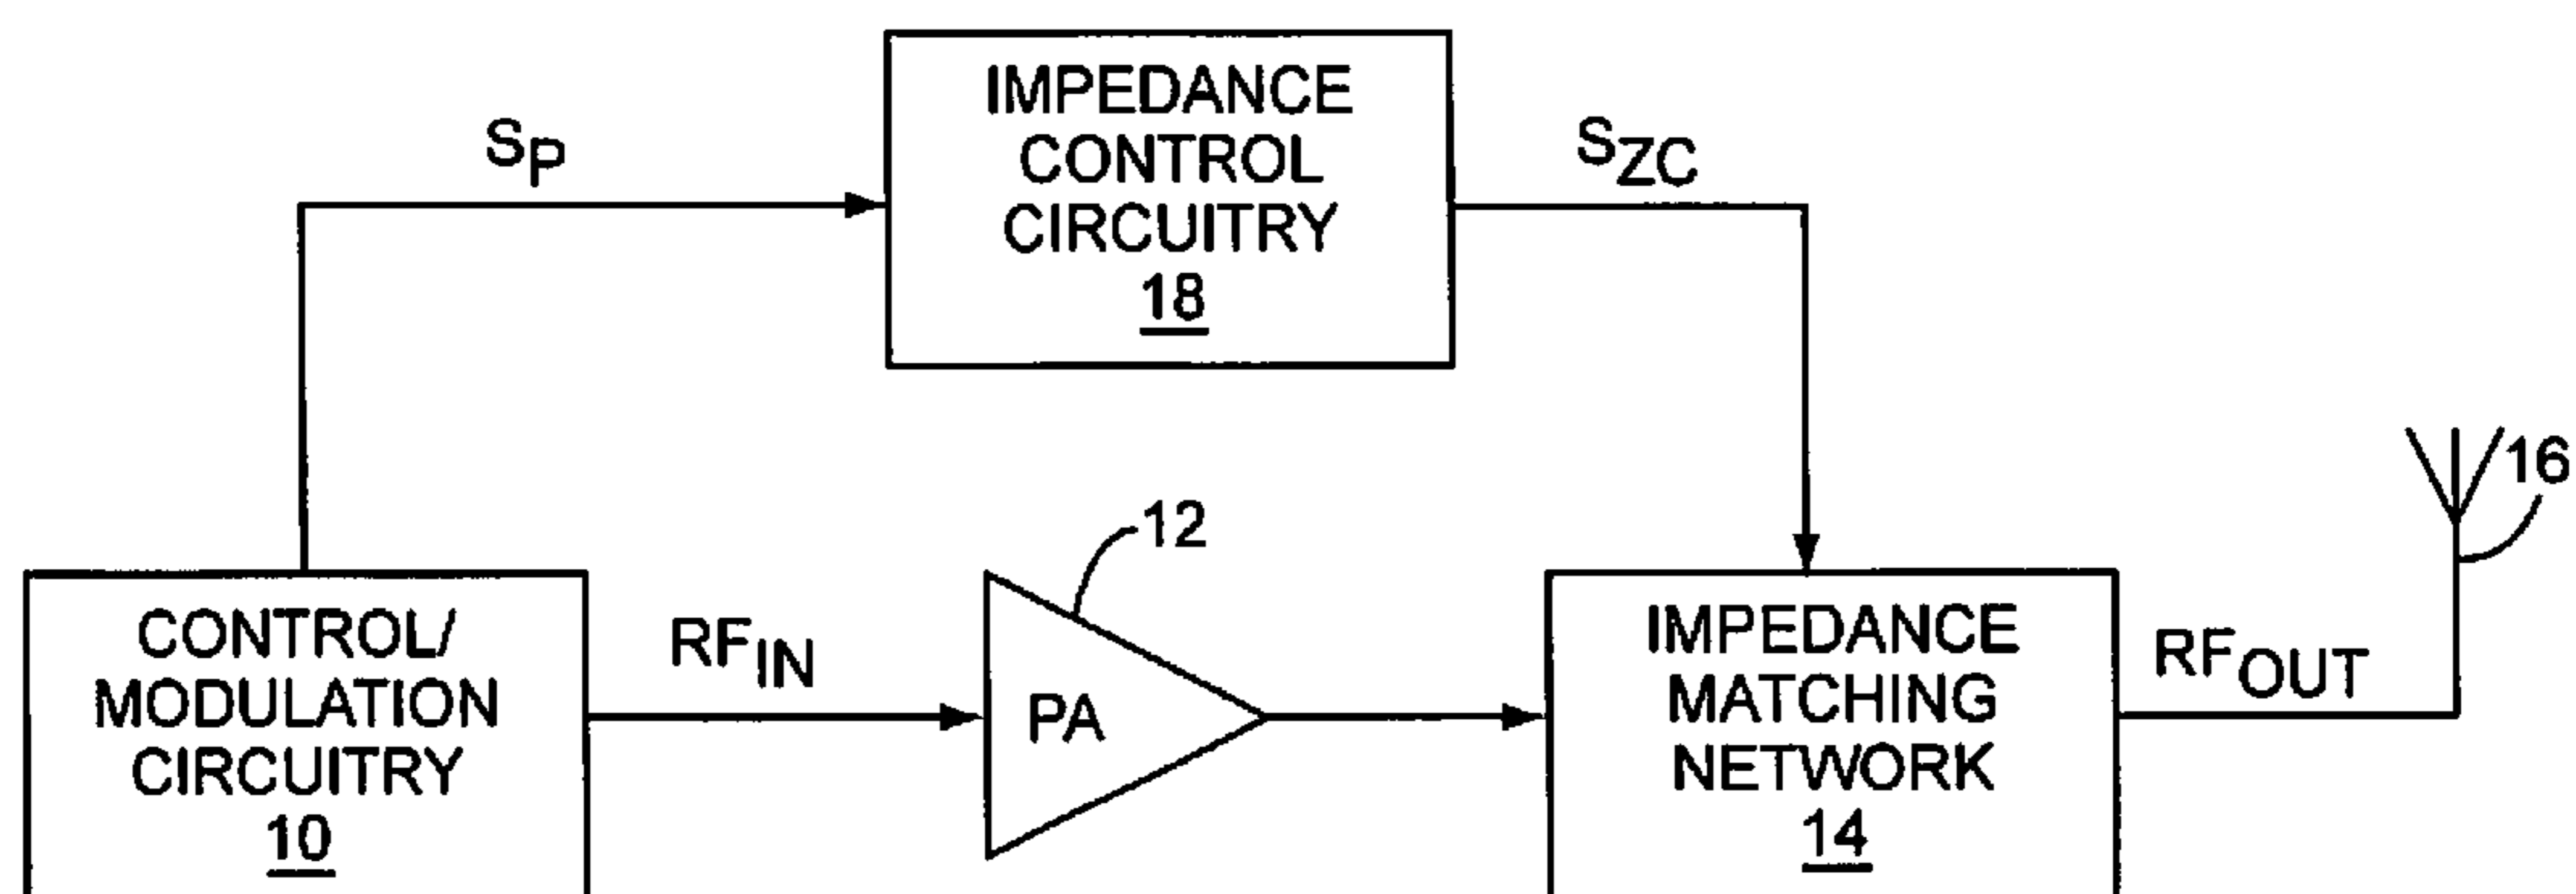 IMPEDANCE
CONTROL
CIRCUITRY
18
SP
SZC
16
12
CONTROL/
MODULATION
CIRCUITRY
10
RFIN
PA
IMPEDANCE
MATCHING
NETWORK
14
RFOUT